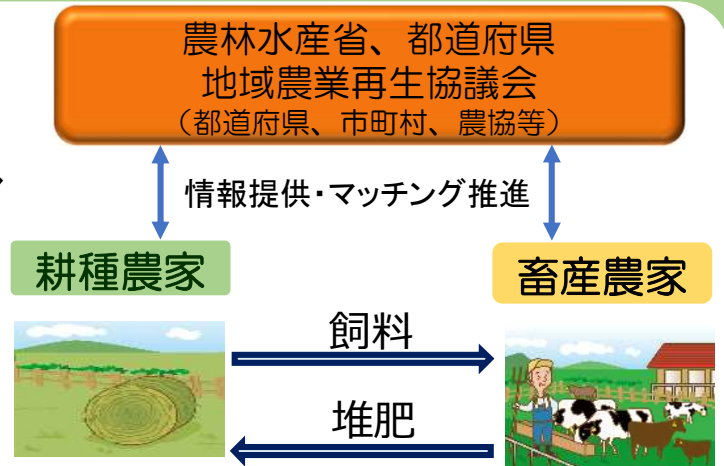 農林水産省、都道府県
地域農業再生協議会
（都道府県、市町村、農協等）
情報提供・マッチング推進
耕種農家
畜産農家
飼料
堆肥